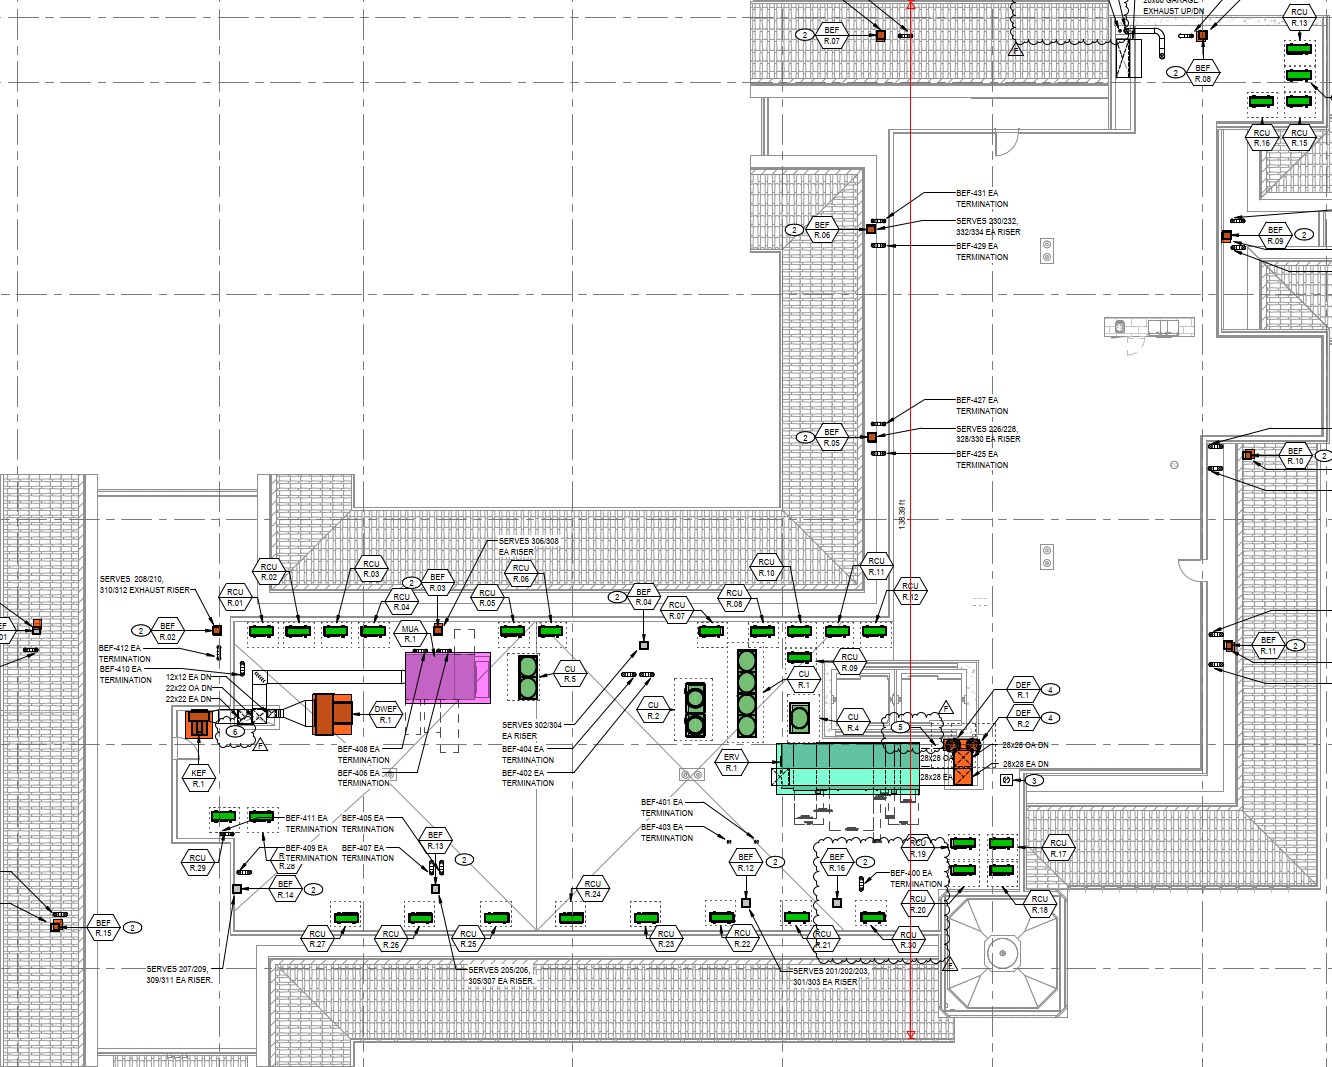 20x60 GARAGE
EXHAUST UP/DN
RCU
R.13
2
BEF
R.07
F
2
BEF
R.08
RCU
R.16
RCU
R.15
BEF-431 EA
TERMINATION
SERVES 230/232,
332/334 EA RISER
BEF-429 EA
TERMINATION
2
BEF
R.06
BEF
R.09
2
BEF-427 EA
TERMINATION
SERVES 226/228,
328/330 EA RISER
BEF-425 EA
TERMINATION
2
BEF
R.05
BEF
R.10
2
138.39 ft
SERVES 306/308
EA RISER
SERVES 208/210,
310/312 EXHAUST RISER
RCU
R.01
RCU
R.02
RCU
R.03
RCU
R.04
2
BEF
R.03
RCU
R.05
RCU
R.06
2
BEF
R.04
RCU
R.07
RCU
R.08
RCU
R.10
RCU
R.11
RCU
R.12
2
BEF
R.02
MUA
R.1
BEF-412 EA
TERMINATION
BEF-410 EA
TERMINATION
12x12 EA DN
22x22 OA DN
22x22 EA DN
CU
R.5
RCU
R.09
CU
R.1
CU
R.2
CU
R.4
BEF
R.11
2
DEF
R.1
4
DEF
R.2
4
DWEF
R.1
6
F
5
F
28x28 OA DN
28x28 EA DN
28x28 OA
28x28 EA
3
SERVES 302/304
EA RISER
BEF-404 EA
TERMINATION
BEF-402 EA
TERMINATION
BEF-408 EA
TERMINATION
BEF-406 EA
TERMINATION
ERV
R.1
KEF
R.1
BEF-401 EA
TERMINATION
BEF-403 EA
TERMINATION
BEF-411 EA
TERMINATION
BEF-405 EA
TERMINATION
BEF-409 EA
TERMINATION
BEF-407 EA
TERMINATION
BEF
R.13
2
RCU
R.29
R.28
BEF
R.14
2
BEF
R.12
2
BEF
R.16
2
BEF-400 EA
TERMINATION
RCU
R.19
RCU
R.17
RCU
R.20
RCU
R.18
RCU
R.24
BEF
R.15
2
RCU
R.27
RCU
R.26
RCU
R.25
RCU
R.23
RCU
R.22
RCU
R.21
RCU
R.30
F
SERVES 207/209,
309/311 EA RISER.
SERVES 205/206,
305/307 EA RISER.
SERVES 201/202/203,
301/303 EA RISER